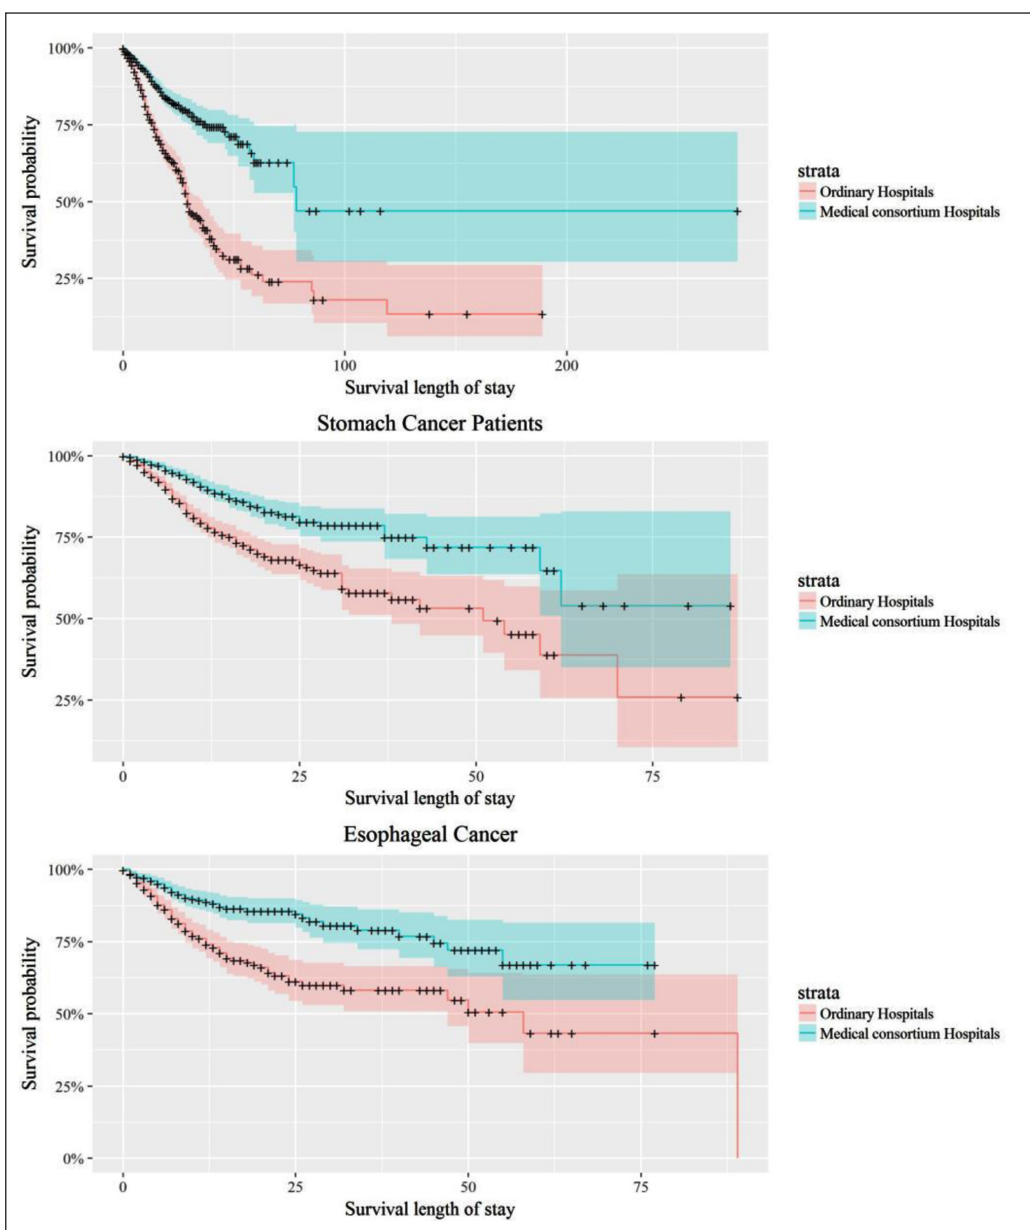 100%
75%
50%
25%
Survival probability
0
100
200
Survival length of stay
strata
Ordinary Hospitals
Medical consortium Hospitals
Stomach Cancer Patients
100%
75%
50%
25%
Survival probability
0
25
50
75
Survival length of stay
strata
Ordinary Hospitals
Medical consortium Hospitals
Esophageal Cancer
100%
75%
50%
25%
0%
Survival probability
0
25
50
75
Survival length of stay
strata
Ordinary Hospitals
Medical consortium Hospitals